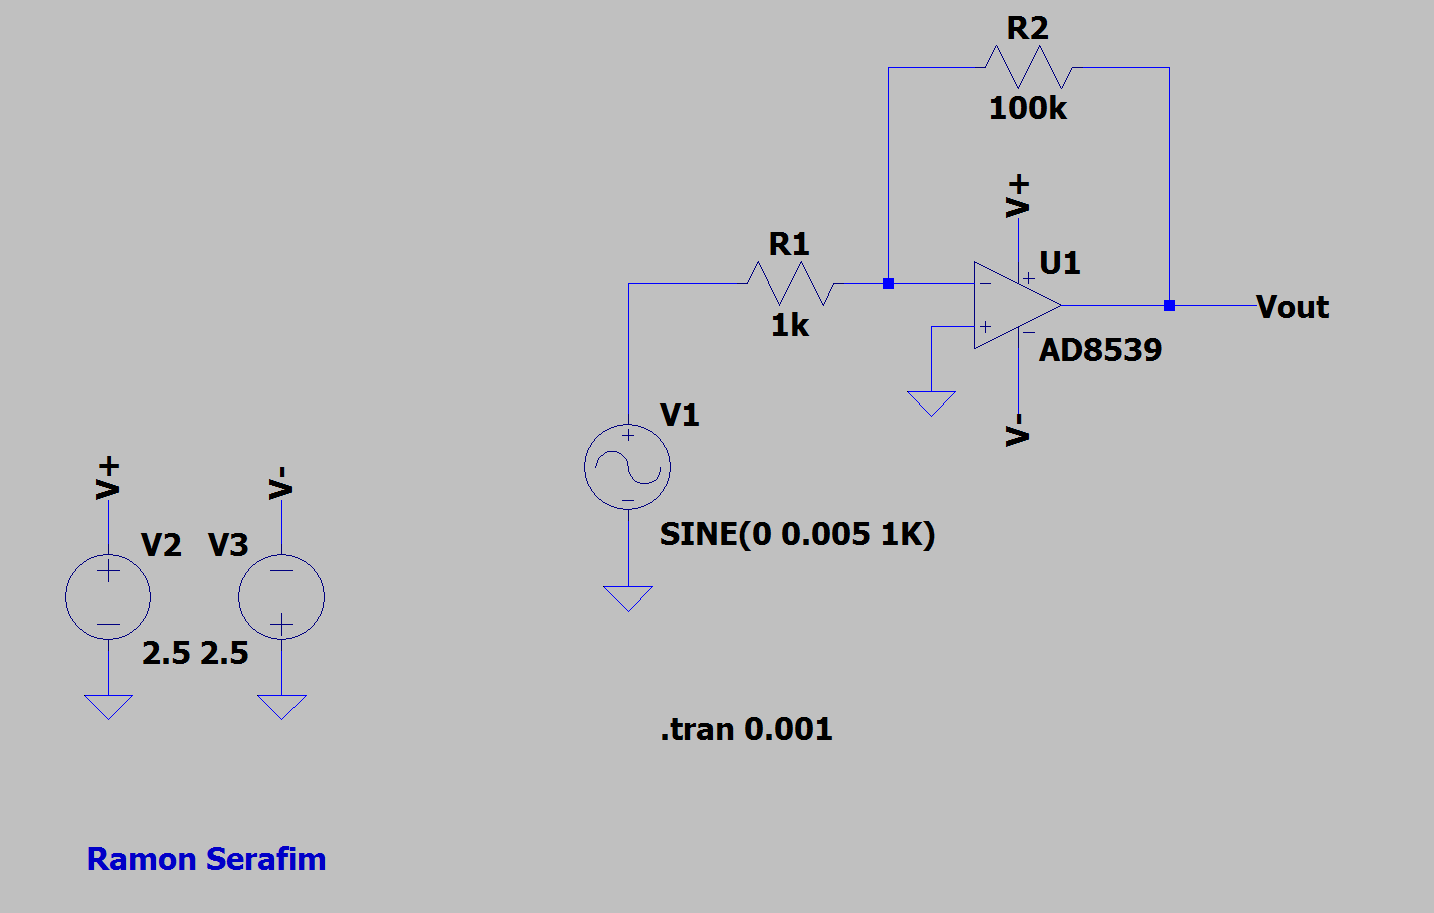 R2
100k
V+
R1
U1
1k
Vout
AD8539
V1
V-
V+
V-
SINE(0 0.005 1K)
V2
V3
2.5
2.5
.tran 0.001
Ramon Serafim